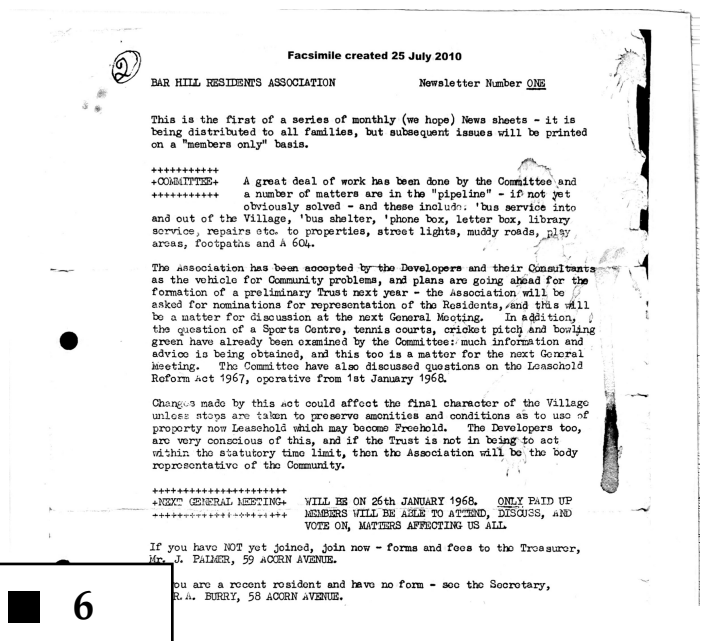 Facsimile created 25 July 2010
2
BAR HILL RESIDENTS ASSOCIATION Newsletter Number ONE
This is the first of a series of monthly (we hope) News sheets - it is
being distributed to all families, but subsequent issues will be printed
on a "members only" basis.
+++++++++++
+COMMITTEE+ A great deal of work has been done by the Committee and
+++++++++++ a number of matters are in the "pipeline" - if not yet
obviously solved - and these include: 'bus service into
and out of the Village, 'bus shelter, 'phone box, letter box, library
service, repairs etc. to properties, street lights, muddy roads, play
areas, footpaths and A 604.
The Association has been accepted by the Developers and their Consultants
as the vehicle for Community problems, and plans are going ahead for the
formation of a preliminary Trust next year - the Association will be
asked for nominations for representation of the Residents, and this will
be a matter for discussion at the next General Meeting. In addition,
the question of a Sports Centre, tennis courts, cricket pitch and bowling
green have already been examined by the Committee: much information and
advice is being obtained, and this too is a matter for the next General
Meeting. The Committee have also discussed questions on the Leasehold
Reform Act 1967, operative from 1st January 1968.
Changes made by this Act could affect the final character of the Village
unless steps are taken to preserve amenities and conditions as to use of
property now Leasehold which may become Freehold. The Developers too,
are very conscious of this, and if the Trust is not in being to act
within the statutory time limit, then the Association will be the body
representative of the Community.
++++++++++++++++++++++
+NEXT GENERAL MEETING+ WILL BE ON 26th JANUARY 1968. ONLY PAID UP
++++++++++++++++++++++ MEMBERS WILL BE ABLE TO ATTEND, DISCUSS, AND
VOTE ON, MATTERS AFFECTING US ALL.
If you have NOT yet joined, join now - forms and fees to the Treasurer,
Mr. J. PALMER, 59 ACORN AVENUE.
ou are a recent resident and have no form - see the Secretary,
R.A. BURRY, 58 ACORN AVENUE.
6